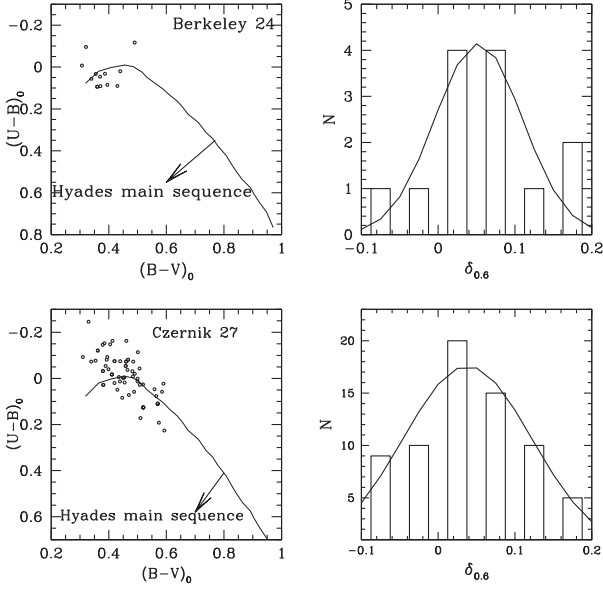 Berkeley 24
(U−B)₀
−0.2
0
0.2
0.4
0.6
0.8
Hyades main sequence
0.2 0.4 0.6 0.8 1
(B−V)₀
N
5
4
3
2
1
0
−0.1 0 0.1 0.2
δ₀.₆
Czernik 27
(U−B)₀
−0.2
0
0.2
0.4
0.6
Hyades main sequence
0.2 0.4 0.6 0.8 1
(B−V)₀
N
20
15
10
5
−0.1 0 0.1 0.2
δ₀.₆